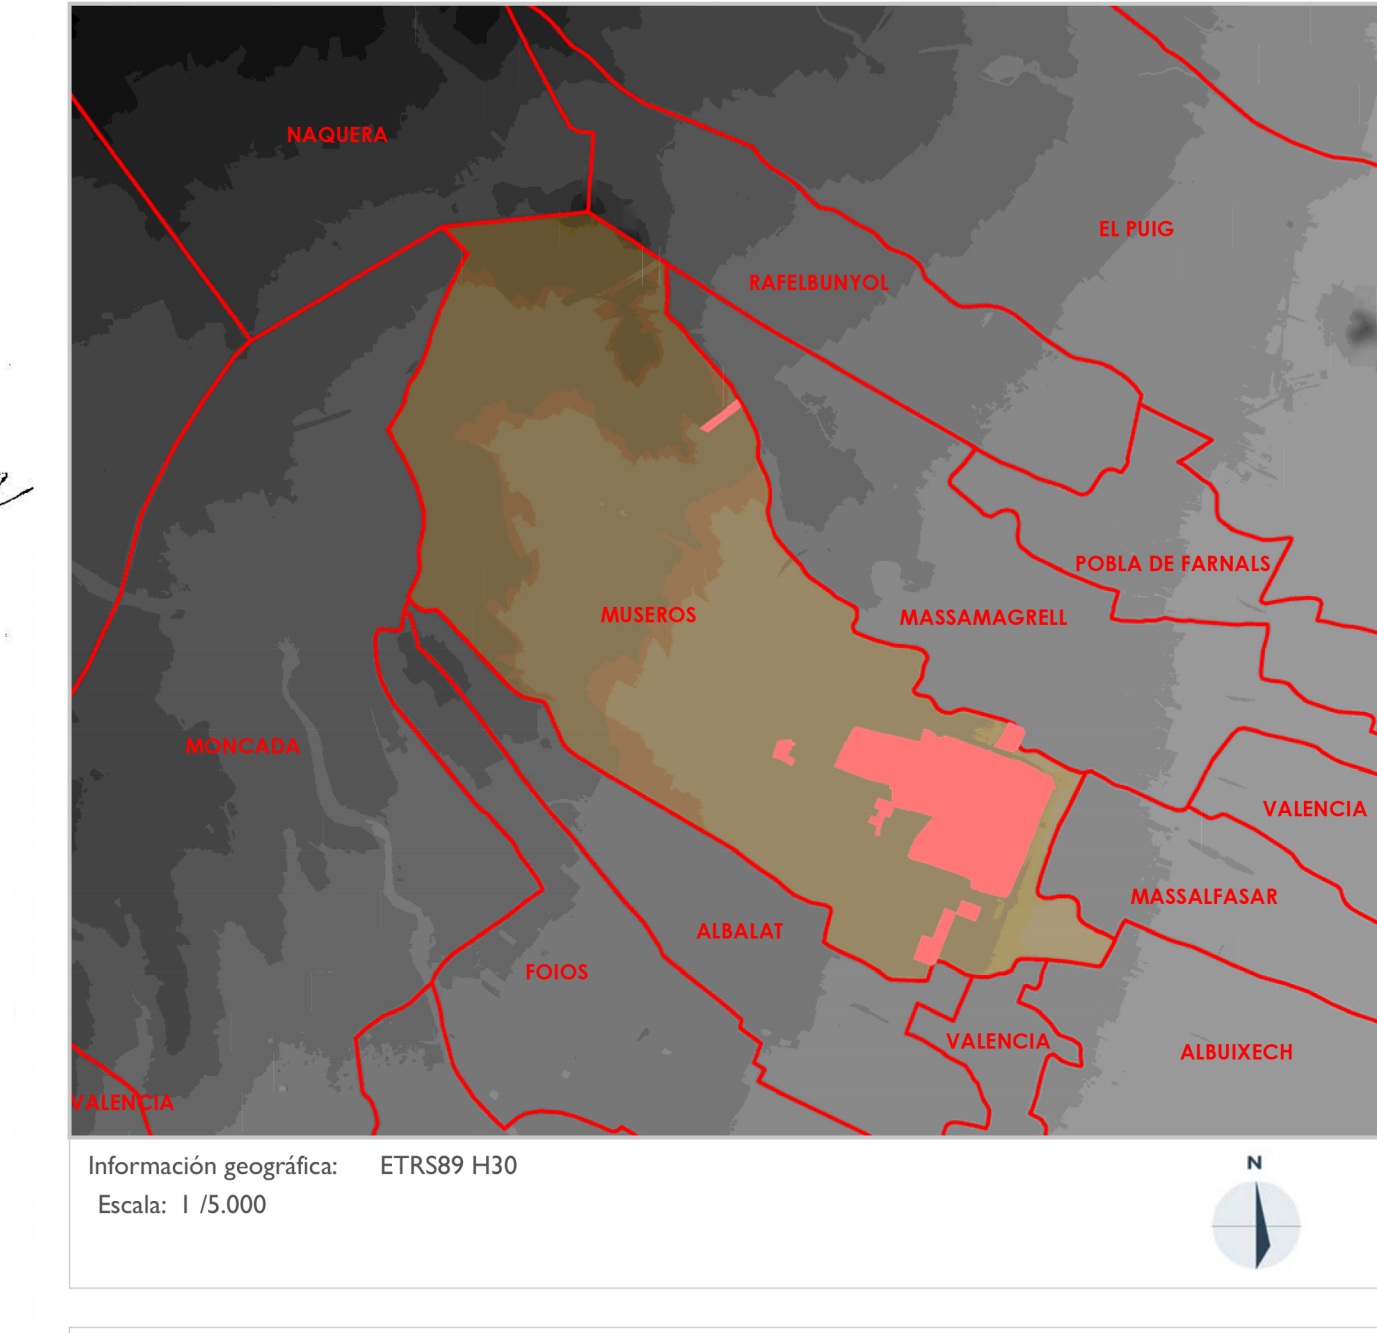 NAQUERA
EL PUIG
RAFELBUNYOL
POBLA DE FARNALS
MUSEROS
MASSAMAGRELL
MONCADA
VALENCIA
MASSALFASAR
ALBALAT
FOIOS
VALENCIA
ALBUIXECH
VALENCIA
Información geográfica: ETRS89 H30
N
Escala: 1 /5.000